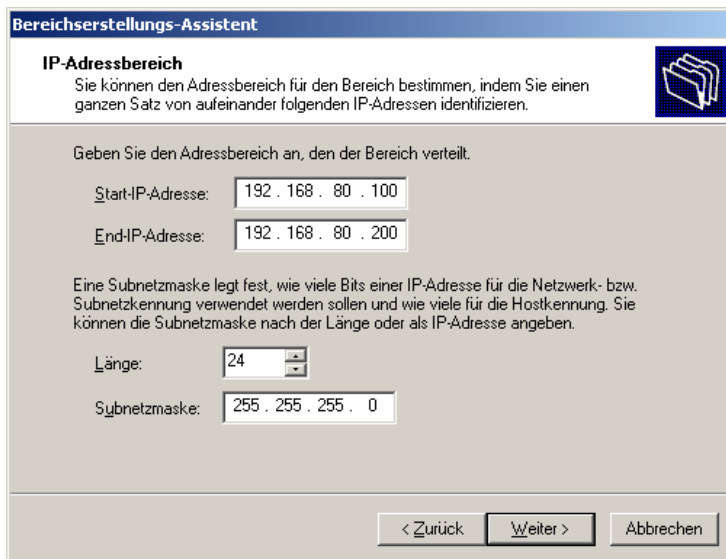 Bereichserstellungs-Assistent
IP-Adressbereich
Sie können den Adressbereich für den Bereich bestimmen, indem Sie einen
ganzen Satz von aufeinander folgenden IP-Adressen identifizieren.
Geben Sie den Adressbereich an, den der Bereich verteilt.
Start-IP-Adresse: 192 . 168 . 80 . 100
End-IP-Adresse: 192 . 168 . 80 . 200
Eine Subnetzmaske legt fest, wie viele Bits einer IP-Adresse für die Netzwerk- bzw.
Subnetzkennung verwendet werden sollen und wie viele für die Hostkennung. Sie
können die Subnetzmaske nach der Länge oder als IP-Adresse angeben.
Länge: 24
Subnetzmaske: 255 . 255 . 255 . 0
< Zurück Weiter > Abbrechen